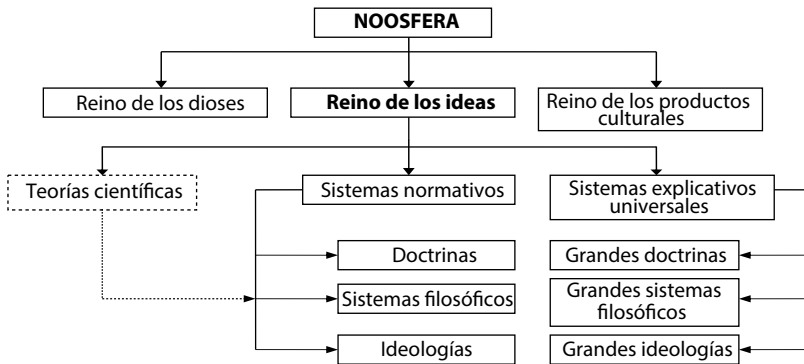 NOOSFERA
Reino de los dioses
Reino de los ideas
Reino de los productos
culturales
Teorías científicas
Sistemas normativos
Sistemas explicativos
universales
Doctrinas
Grandes doctrinas
Sistemas filosóficos
Grandes sistemas
filosóficos
Ideologías
Grandes ideologías